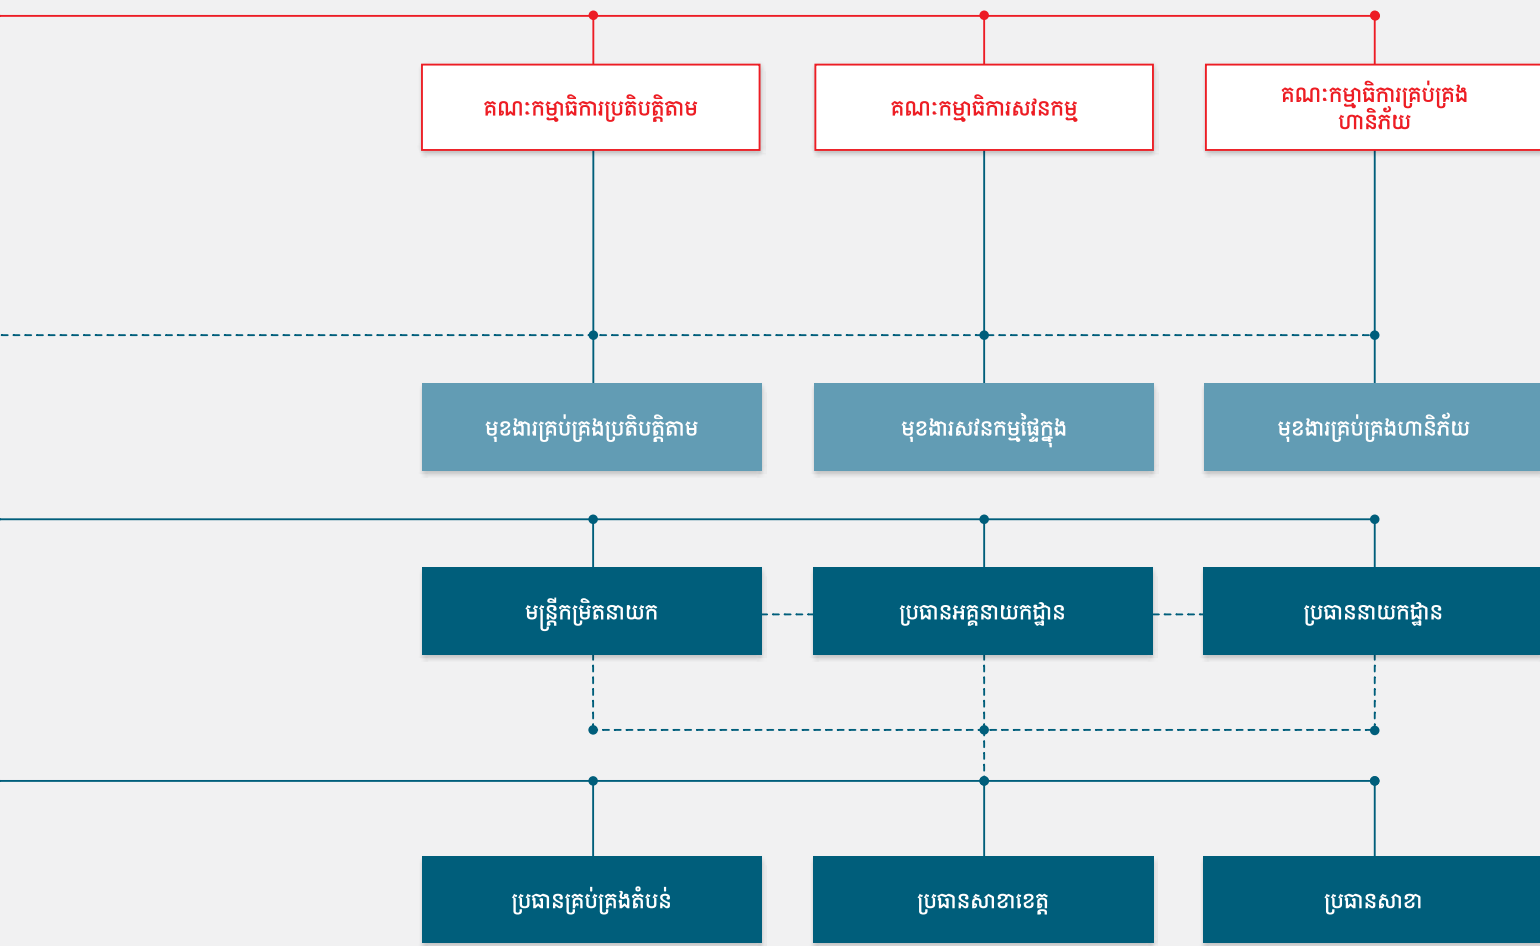 គណៈកម្មាធិការប្រតិបត្តិតាម
គណៈកម្មាធិការសវនកម្ម
គណៈកម្មាធិការគ្រប់គ្រង
ហានិភ័យ
មុខងារគ្រប់គ្រងប្រតិបត្តិតាម
មុខងារសវនកម្មផ្ទៃក្នុង
មុខងារគ្រប់គ្រងហានិភ័យ
មន្ត្រីកម្រិតនាយក
ប្រធានអគ្គនាយកដ្ឋាន
ប្រធាននាយកដ្ឋាន
ប្រធានគ្រប់គ្រងតំបន់
ប្រធានសាខាខេត្ត
ប្រធានសាខា